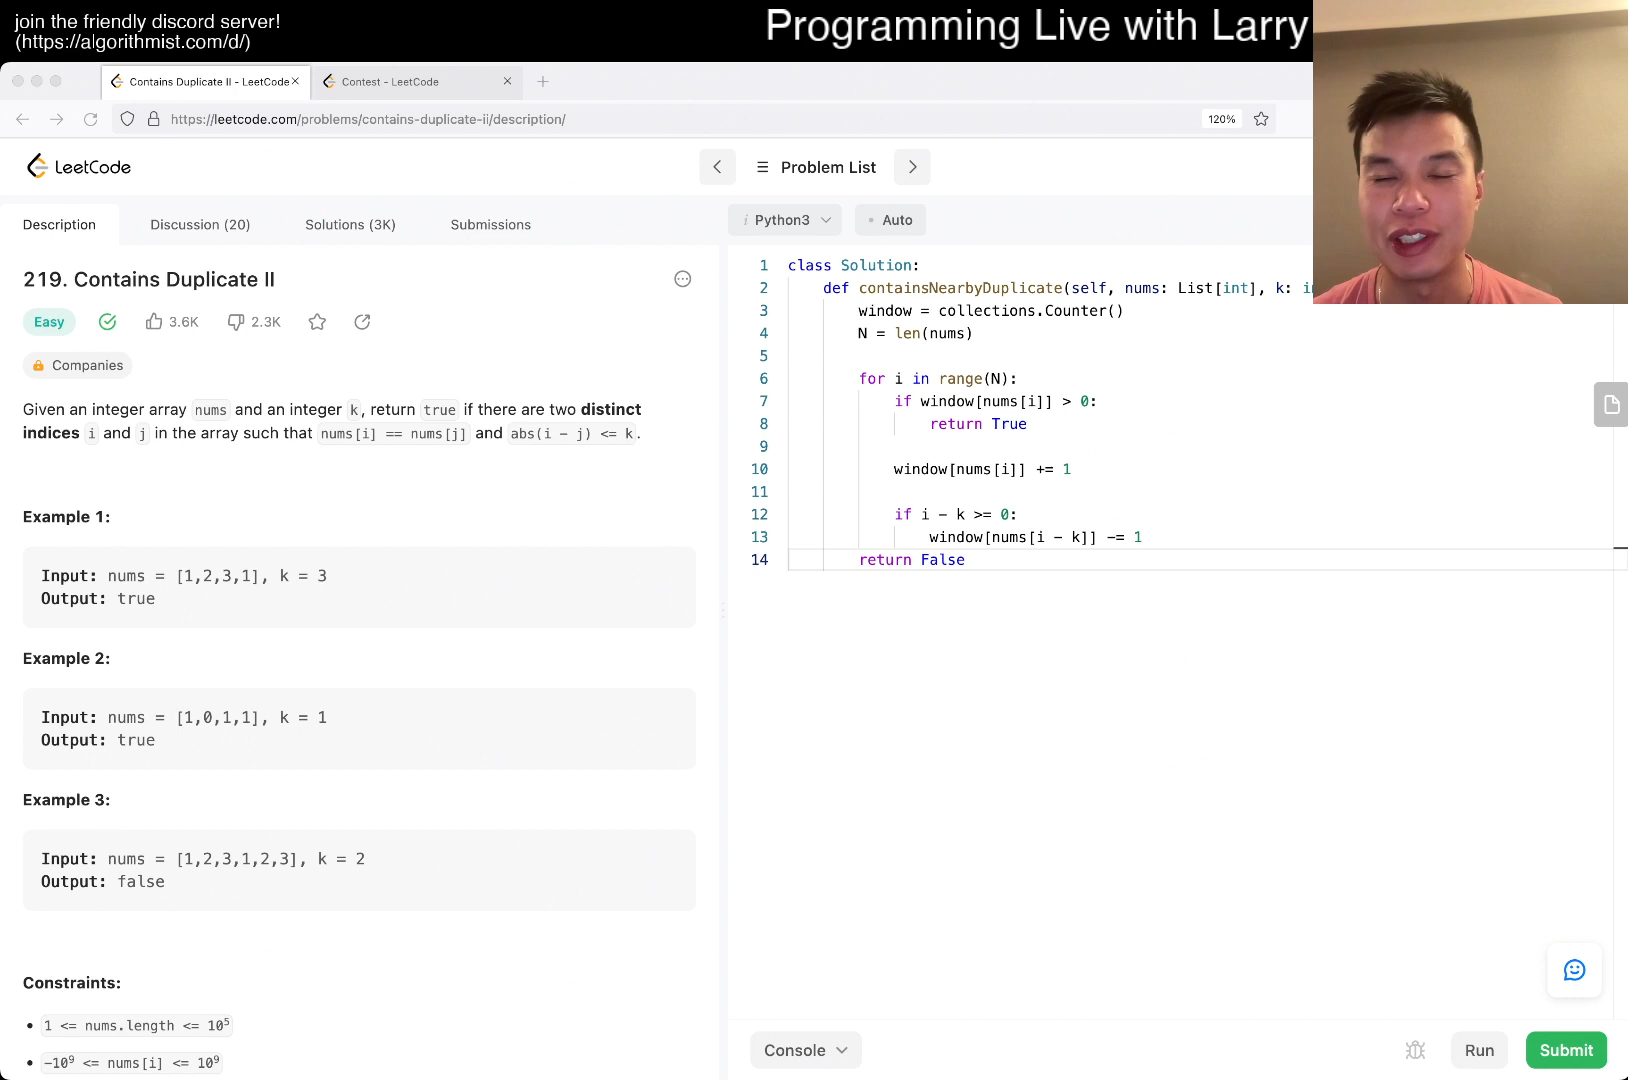 join the friendly discord server!
(https://algorithmist.com/d/)
Programming Live with Larry
Contains Duplicate II - LeetCode
Contest - LeetCode
https://leetcode.com/problems/contains-duplicate-ii/description/
120%
LeetCode
Problem List
Description
Discussion (20)
Solutions (3K)
Submissions
219. Contains Duplicate II
Easy
3.6K
2.3K
Companies
Given an integer array nums and an integer k, return true if there are two distinct
indices i and j in the array such that nums[i] == nums[j] and abs(i - j) <= k.
Example 1:
Input: nums = [1,2,3,1], k = 3
Output: true
Example 2:
Input: nums = [1,0,1,1], k = 1
Output: true
Example 3:
Input: nums = [1,2,3,1,2,3], k = 2
Output: false
Constraints:
• 1 <= nums.length <= 10⁵
• -10⁹ <= nums[i] <= 10⁹
i Python3
Auto
1 class Solution:
2 def containsNearbyDuplicate(self, nums: List[int], k: in
3 window = collections.Counter()
4 N = len(nums)
5
6 for i in range(N):
7 if window[nums[i]] > 0:
8 return True
9
10 window[nums[i]] += 1
11
12 if i - k >= 0:
13 window[nums[i - k]] -= 1
14 return False
Console
Run
Submit